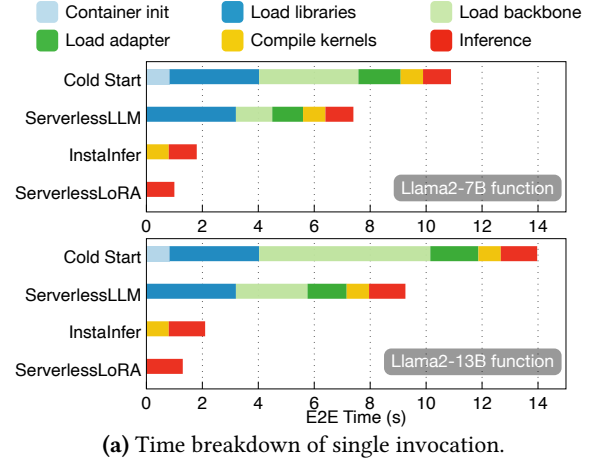 Container init Load libraries Load backbone
Load adapter Compile kernels Inference
Cold Start
ServerlessLLM
InstaInfer
ServerlessLoRA
Llama2-7B function
0 2 4 6 8 10 12 14
Cold Start
ServerlessLLM
InstaInfer
ServerlessLoRA
Llama2-13B function
0 2 4 6 8 10 12 14
E2E Time (s)
(a) Time breakdown of single invocation.